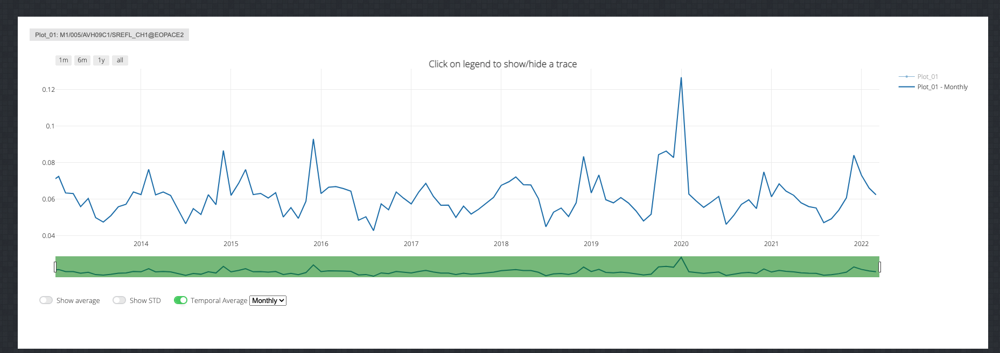 Plot_01: M1/005/AVH09C1/SREFL_CH1@EOPACE2
1m 6m 1y all
Click on legend to show/hide a trace
Plot_01
Plot_01 - Monthly
0.12
0.1
0.08
0.06
0.04
2014 2015 2016 2017 2018 2019 2020 2021 2022
Show average Show STD Temporal Average Monthly